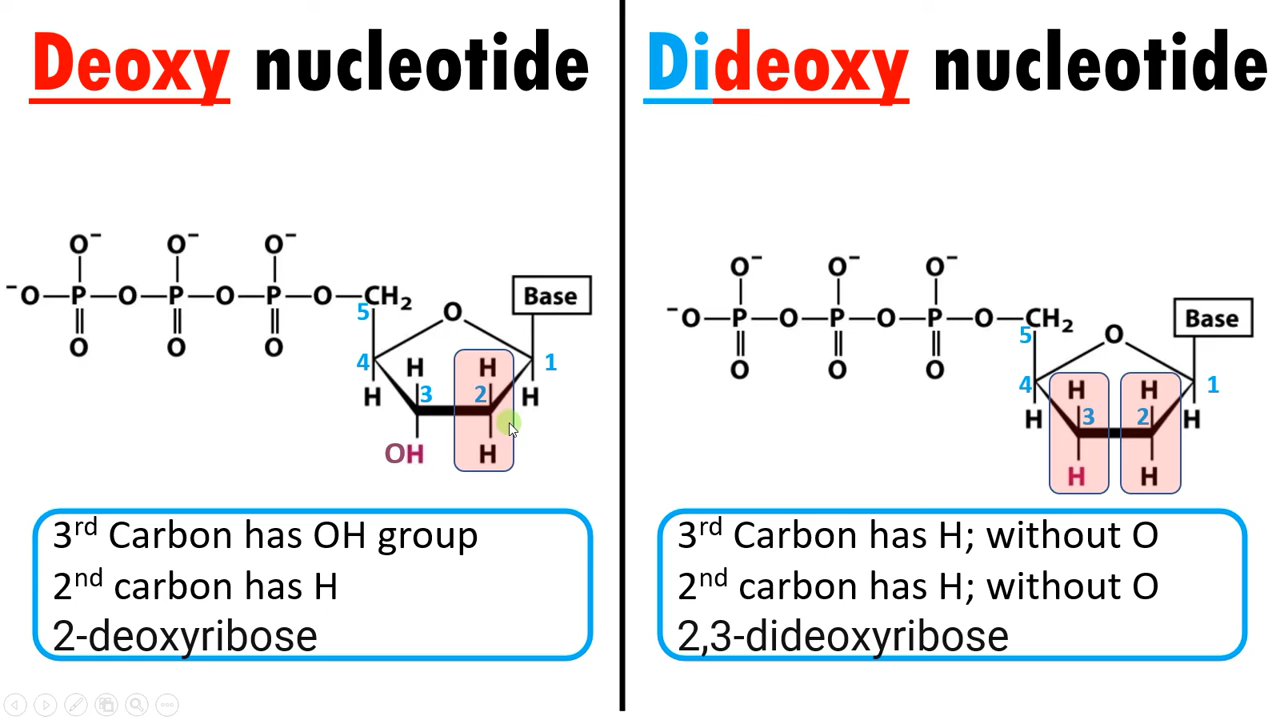 Deoxy nucleotide
O⁻ O⁻ O⁻
⁻O—P—O—P—O—P—O—CH₂ O Base
5
O O O
4 H H 1
3 2
H H
OH H
3rd Carbon has OH group
2nd carbon has H
2-deoxyribose
Dideoxy nucleotide
O⁻ O⁻ O⁻
⁻O—P—O—P—O—P—O—CH₂ O Base
5
O O O
4 H H 1
3 2
H H
H H
3rd Carbon has H; without O
2nd carbon has H; without O
2,3-dideoxyribose